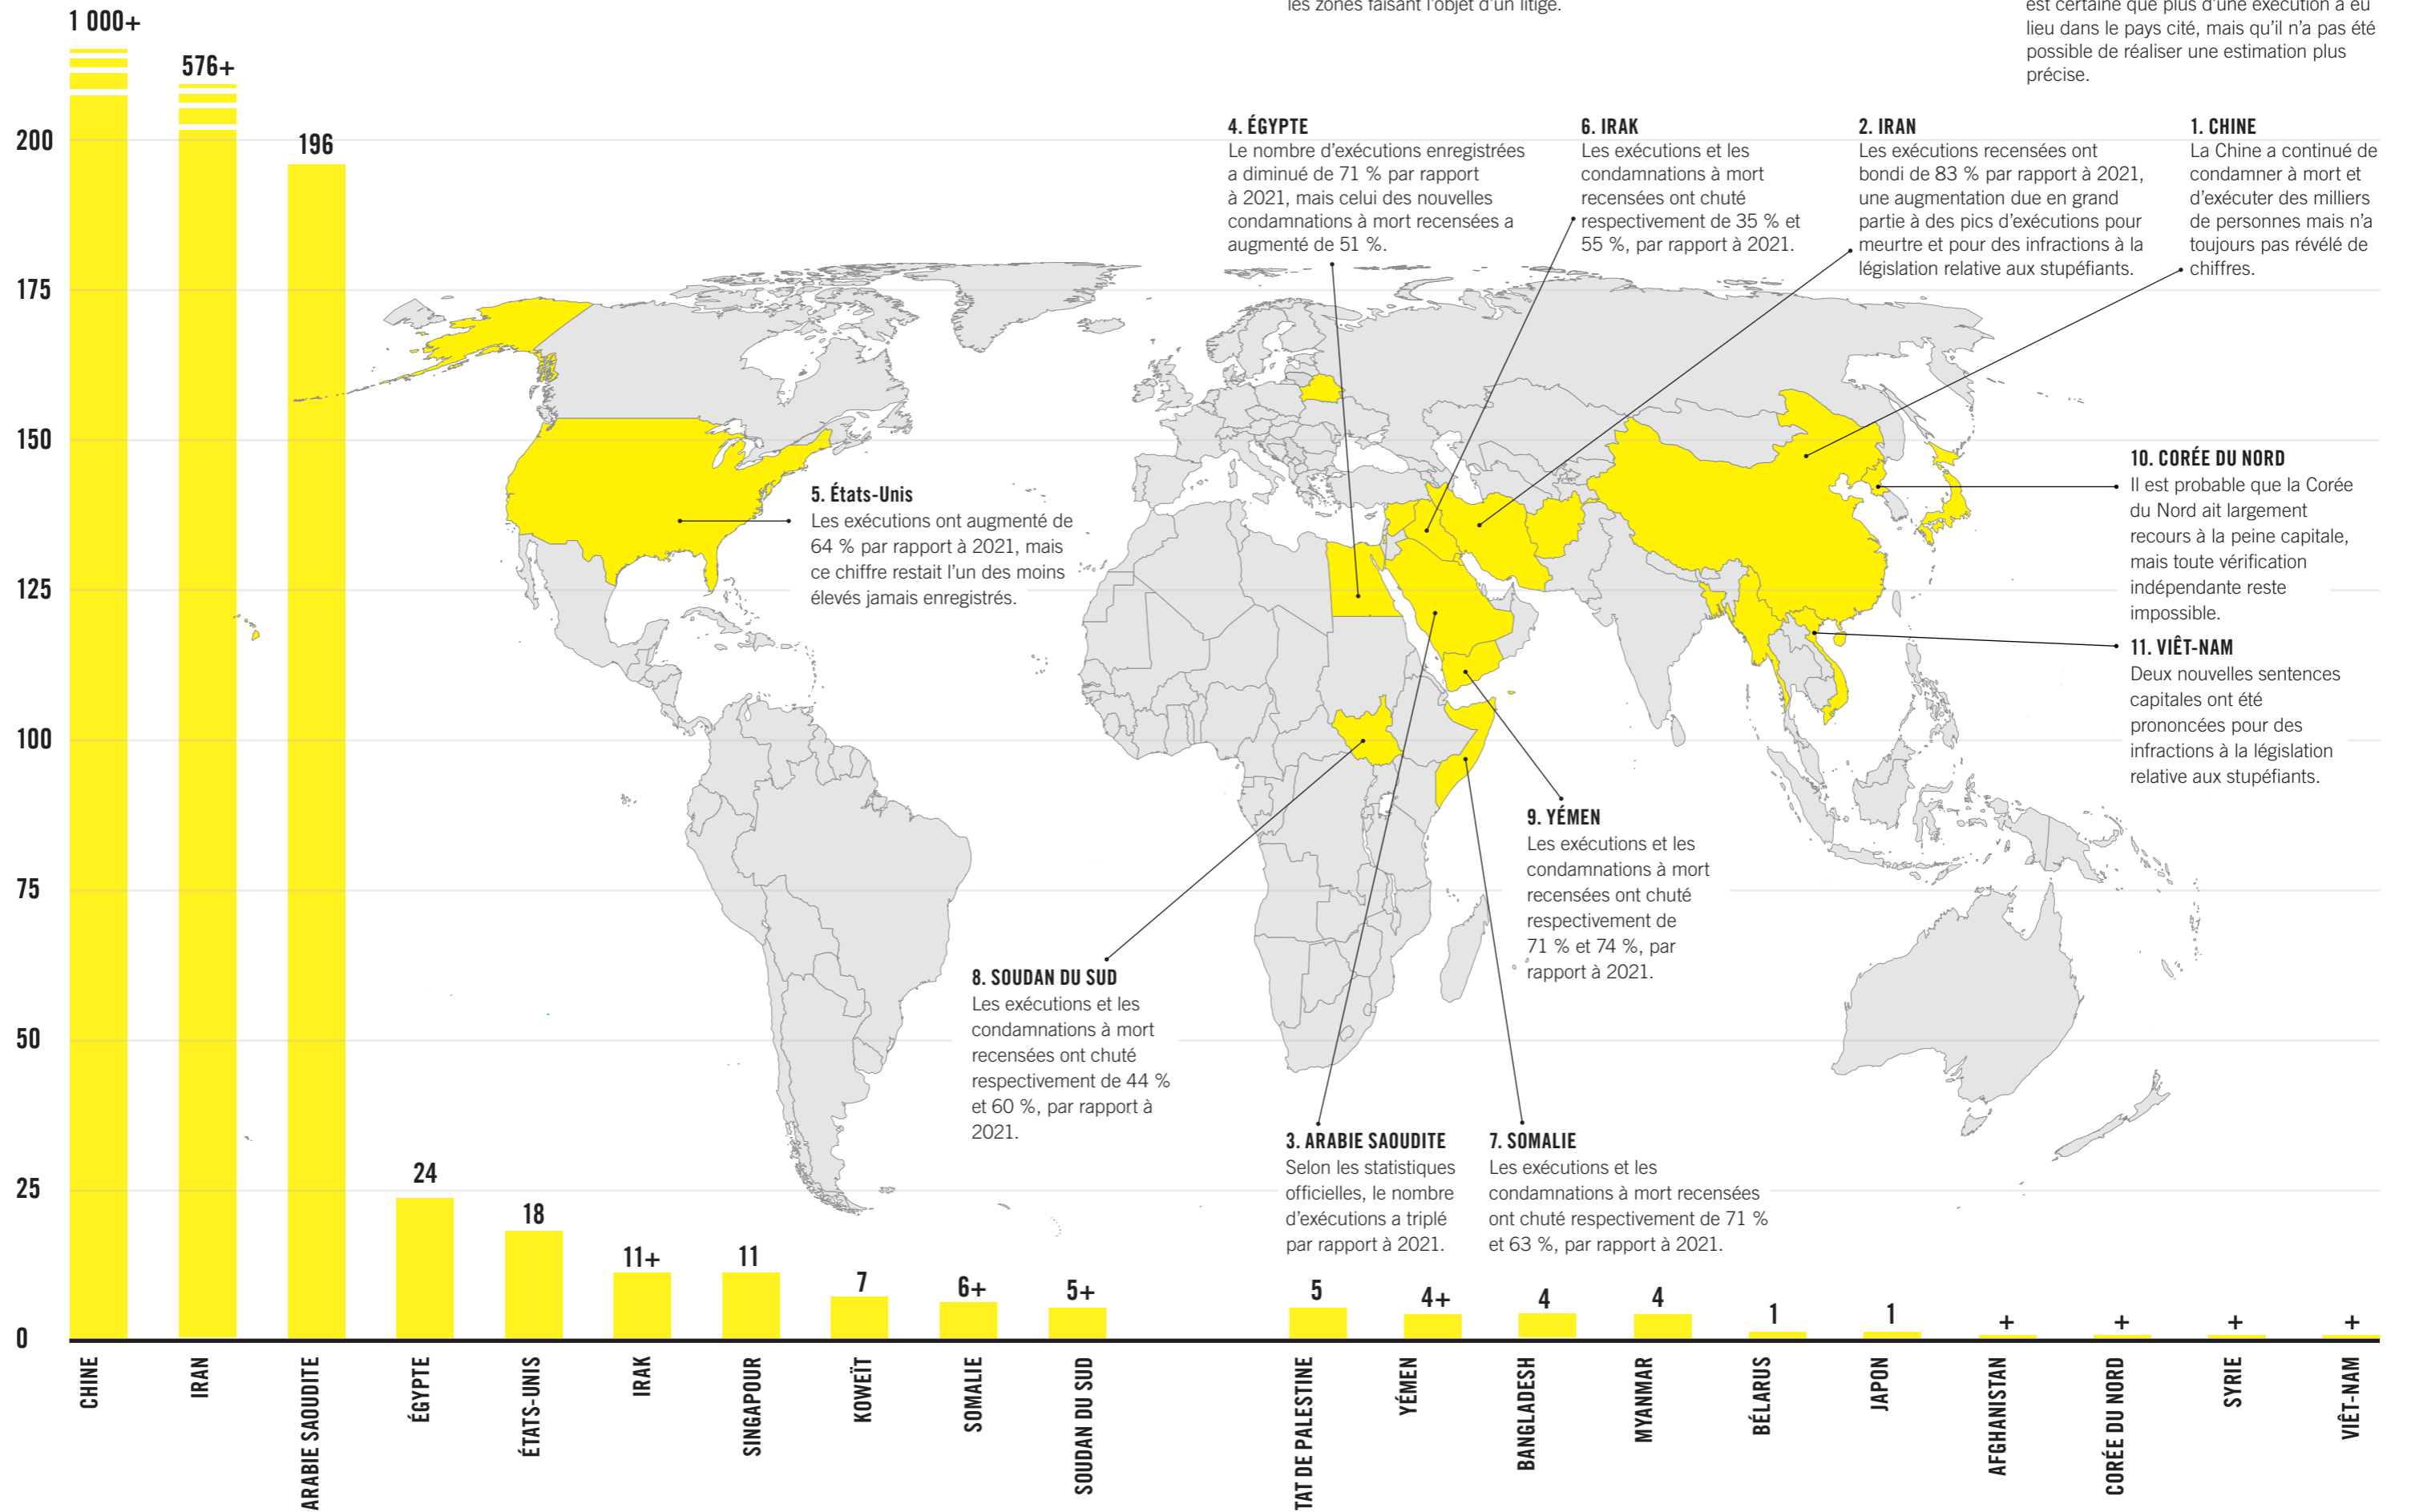 les zones faisant l'objet d'un litige.
est certaine que plus d'une exécution a eu
lieu dans le pays cité, mais qu'il n'a pas été
possible de réaliser une estimation plus
précise.
1 000+
576+
196
200
175
150
125
100
75
50
25
0
4. ÉGYPTE
Le nombre d'exécutions enregistrées
a diminué de 71 % par rapport
à 2021, mais celui des nouvelles
condamnations à mort recensées a
augmenté de 51 %.
6. IRAK
Les exécutions et les
condamnations à mort
recensées ont chuté
respectivement de 35 % et
55 %, par rapport à 2021.
2. IRAN
Les exécutions recensées ont
bondi de 83 % par rapport à 2021,
une augmentation due en grand
partie à des pics d'exécutions pour
meurtre et pour des infractions à la
législation relative aux stupéfiants.
1. CHINE
La Chine a continué de
condamner à mort et
d'exécuter des milliers
de personnes mais n'a
toujours pas révélé de
chiffres.
5. États-Unis
Les exécutions ont augmenté de
64 % par rapport à 2021, mais
ce chiffre restait l'un des moins
élevés jamais enregistrés.
10. CORÉE DU NORD
Il est probable que la Corée
du Nord ait largement
recours à la peine capitale,
mais toute vérification
indépendante reste
impossible.
11. VIÊT-NAM
Deux nouvelles sentences
capitales ont été
prononcées pour des
infractions à la législation
relative aux stupéfiants.
9. YÉMEN
Les exécutions et les
condamnations à mort
recensées ont chuté
respectivement de
71 % et 74 %, par
rapport à 2021.
8. SOUDAN DU SUD
Les exécutions et les
condamnations à mort
recensées ont chuté
respectivement de 44 %
et 60 %, par rapport à
2021.
3. ARABIE SAOUDITE
Selon les statistiques
officielles, le nombre
d'exécutions a triplé
par rapport à 2021.
7. SOMALIE
Les exécutions et les
condamnations à mort recensées
ont chuté respectivement de 71 %
et 63 %, par rapport à 2021.
24
18
11+
11
7
6+
5+
5
4+
4
4
1
1
+
+
+
+
CHINE
IRAN
ARABIE SAOUDITE
ÉGYPTE
ÉTATS-UNIS
IRAK
SINGAPOUR
KOWEÏT
SOMALIE
SOUDAN DU SUD
TAT DE PALESTINE
YÉMEN
BANGLADESH
MYANMAR
BÉLARUS
JAPON
AFGHANISTAN
CORÉE DU NORD
SYRIE
VIÊT-NAM